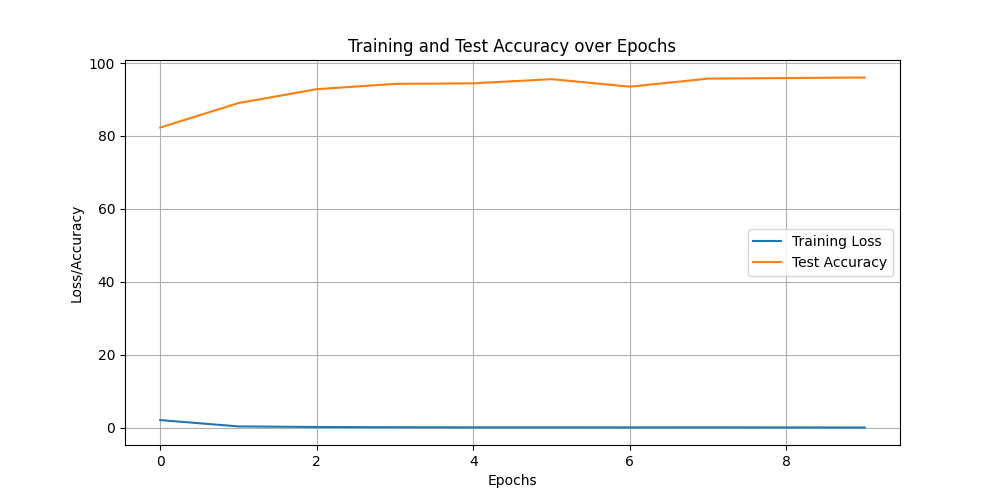 Training and Test Accuracy over Epochs
100
80
60
40
20
0
Loss/Accuracy
Training Loss
Test Accuracy
0 2 4 6 8
Epochs